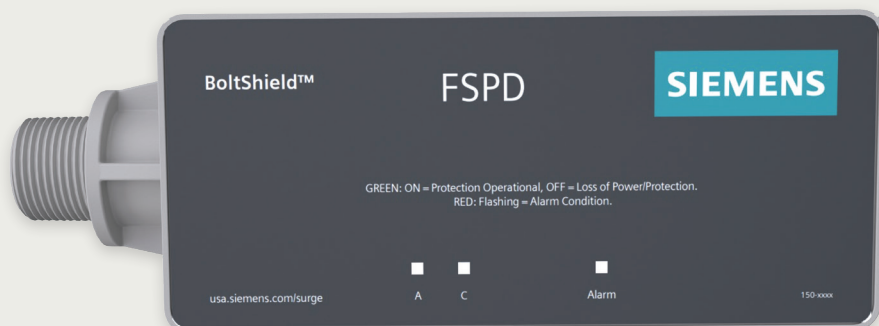 BoltShield™
FSPD
SIEMENS
GREEN: ON = Protection Operational, OFF = Loss of Power/Protection.
RED: Flashing = Alarm Condition.
A
C
Alarm
usa.siemens.com/surge
150-xxxx